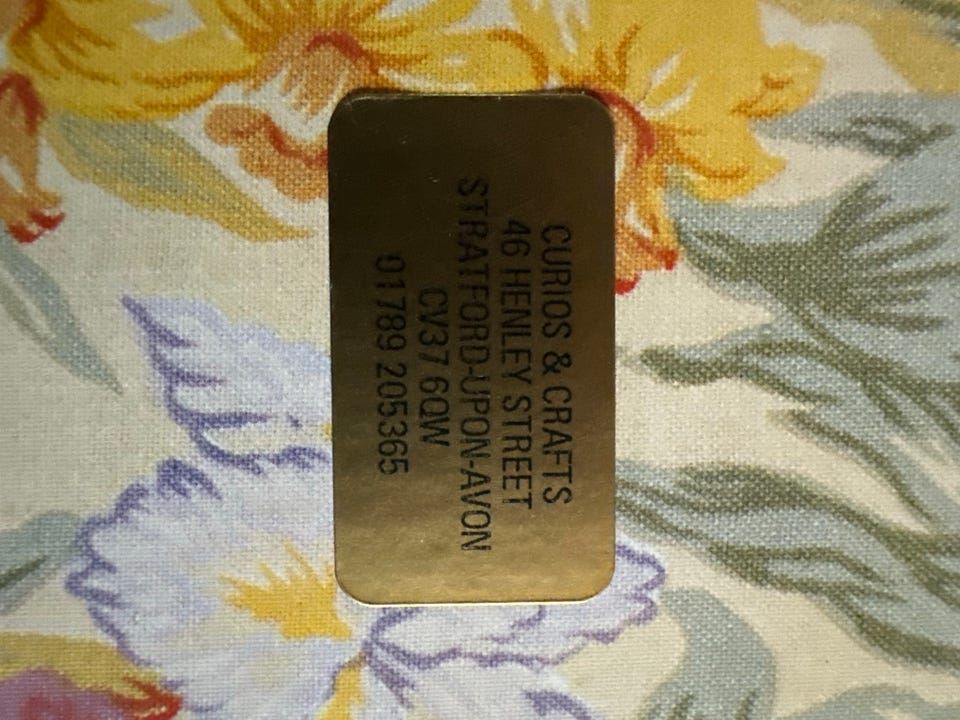 CURIOS & CRAFTS
46 HENLEY STREET
STRATFORD-UPON-AVON
CV37 6QW
01789 205365